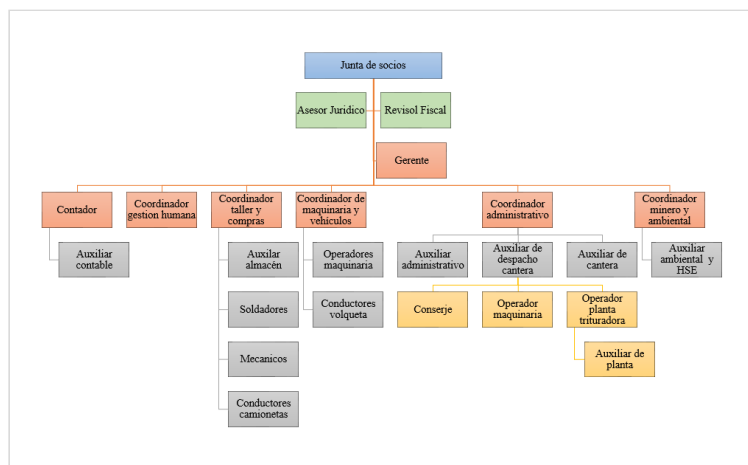 Junta de socios
Asesor Juridico
Revisol Fiscal
Gerente
Contador
Coordinador
gestion humana
Coordinador
taller y
compras
Coordinador de
maquinaria y
vehículos
Coordinador
administrativo
Coordinador
minero y
ambiental
Auxiliar
contable
Auxilar
almacén
Operadores
maquinaria
Auxiliar
administrativo
Auxiliar de
despacho
cantera
Auxiliar de
cantera
Auxiliar
ambiental y
HSE
Soldadores
Conductores
volqueta
Conserje
Operador
maquinaria
Operador
planta
trituradora
Mecanicos
Auxiliar de
planta
Conductores
camionetas